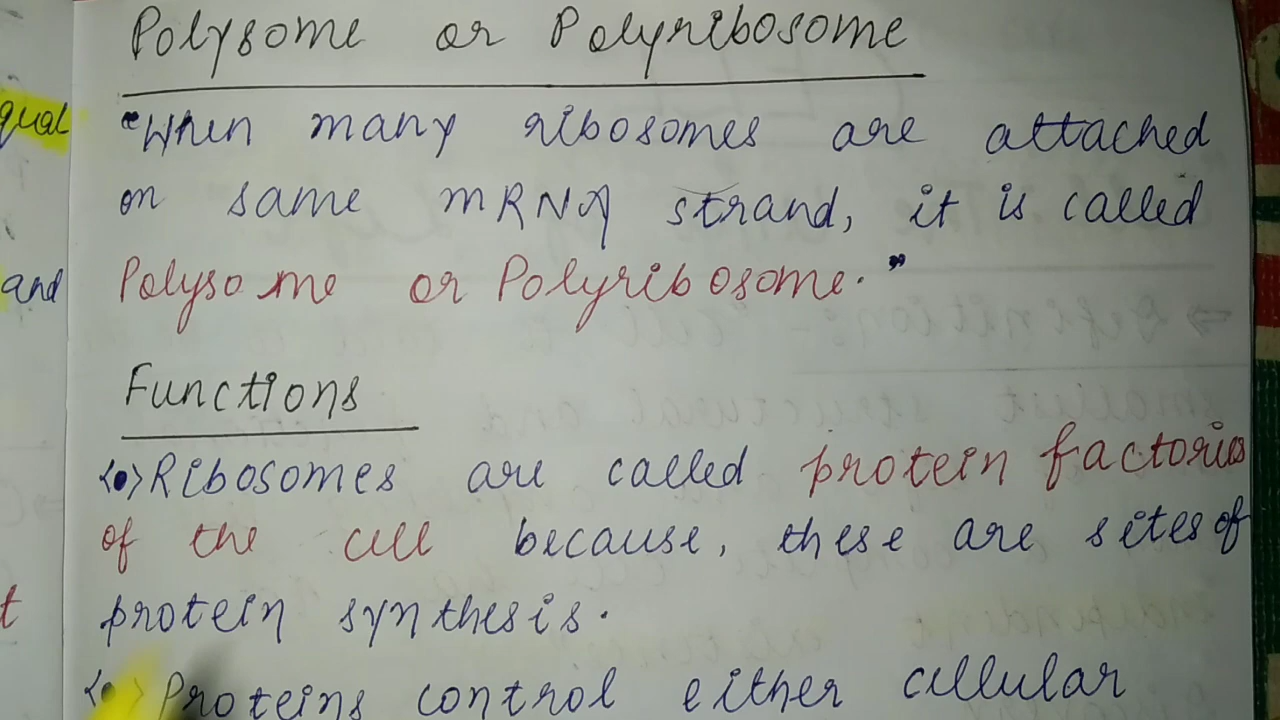 Polysome or Polyribosome
"When many ribosomes are attached
on same mRNA strand, it is called
Polysome or Polyribosome."
Functions
<•>Ribosomes are called protein factories
of the cell because, these are sites of
protein synthesis.
<•>Proteins control either cellular
qual
and
t